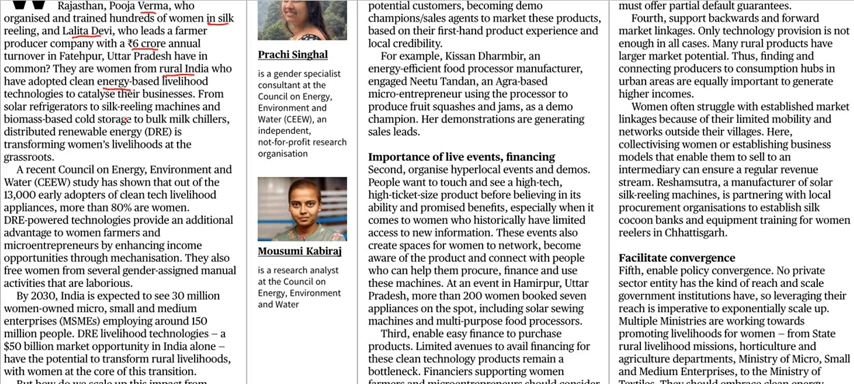 Rajasthan, Pooja Verma, who
organised and trained hundreds of women in silk
reeling, and Lalita Devi, who leads a farmer
producer company with a ₹6 crore annual
turnover in Fatehpur, Uttar Pradesh have in
common? They are women from rural India who
have adopted clean energy-based livelihood
technologies to catalyse their businesses. From
solar refrigerators to silk-reeling machines and
biomass-based cold storage to bulk milk chillers,
distributed renewable energy (DRE) is
transforming women's livelihoods at the
grassroots.
A recent Council on Energy, Environment and
Water (CEEW) study has shown that out of the
13,000 early adopters of clean tech livelihood
appliances, more than 80% are women.
DRE-powered technologies provide an additional
advantage to women farmers and
microentrepreneurs by enhancing income
opportunities through mechanisation. They also
free women from several gender-assigned manual
activities that are laborious.
By 2030, India is expected to see 30 million
women-owned micro, small and medium
enterprises (MSMEs) employing around 150
million people. DRE livelihood technologies — a
$50 billion market opportunity in India alone —
have the potential to transform rural livelihoods,
with women at the core of this transition.
But how do we scale up this impact from
Prachi Singhal
is a gender specialist
consultant at the
Council on Energy,
Environment and
Water (CEEW), an
independent,
not-for-profit research
organisation
Mousumi Kabiraj
is a research analyst
at the Council on
Energy, Environment
and Water
potential customers, becoming demo
champions/sales agents to market these products,
based on their first-hand product experience and
local credibility.
For example, Kissan Dharmbir, an
energy-efficient food processor manufacturer,
engaged Neetu Tandan, an Agra-based
micro-entrepreneur using the processor to
produce fruit squashes and jams, as a demo
champion. Her demonstrations are generating
sales leads.
Importance of live events, financing
Second, organise hyperlocal events and demos.
People want to touch and see a high-tech,
high-ticket-size product before believing in its
ability and promised benefits, especially when it
comes to women who historically have limited
access to new information. These events also
create spaces for women to network, become
aware of the product and connect with people
who can help them procure, finance and use
these machines. At an event in Hamirpur, Uttar
Pradesh, more than 200 women booked seven
appliances on the spot, including solar sewing
machines and multi-purpose food processors.
Third, enable easy finance to purchase
products. Limited avenues to avail financing for
these clean technology products remain a
bottleneck. Financiers supporting women
farmers and microentrepreneurs should consider
must offer partial default guarantees.
Fourth, support backwards and forward
market linkages. Only technology provision is not
enough in all cases. Many rural products have
larger market potential. Thus, finding and
connecting producers to consumption hubs in
urban areas are equally important to generate
higher incomes.
Women often struggle with established market
linkages because of their limited mobility and
networks outside their villages. Here,
collectivising women or establishing business
models that enable them to sell to an
intermediary can ensure a regular revenue
stream. Reshamsutra, a manufacturer of solar
silk-reeling machines, is partnering with local
procurement organisations to establish silk
cocoon banks and equipment training for women
reelers in Chhattisgarh.
Facilitate convergence
Fifth, enable policy convergence. No private
sector entity has the kind of reach and scale
government institutions have, so leveraging their
reach is imperative to exponentially scale up.
Multiple Ministries are working towards
promoting livelihoods for women — from State
rural livelihood missions, horticulture and
agriculture departments, Ministry of Micro, Small
and Medium Enterprises, to the Ministry of
Textiles. They should embrace clean energy